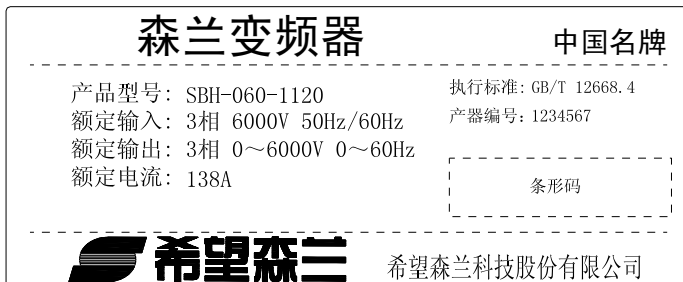 森兰变频器 中国名牌
产品型号: SBH-060-1120
额定输入: 3相 6000V 50Hz/60Hz
额定输出: 3相 0～6000V 0～60Hz
额定电流: 138A
执行标准: GB/T 12668.4
产器编号: 1234567
条形码
希望森兰 希望森兰科技股份有限公司